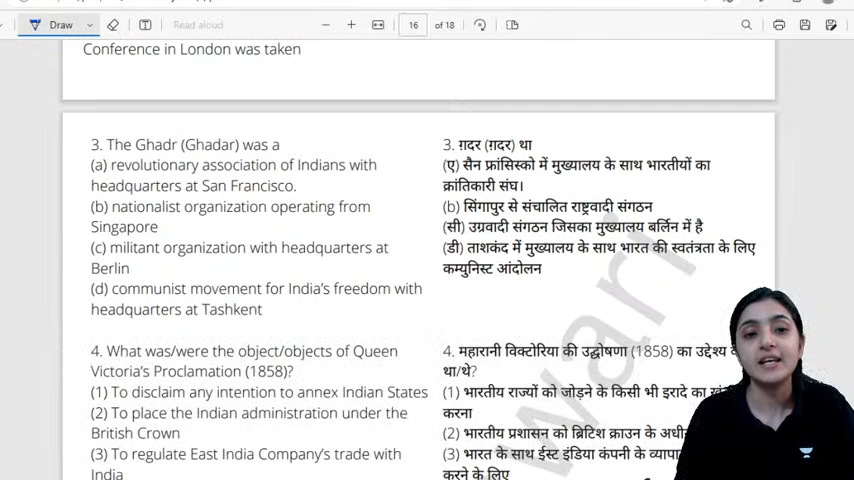 Draw
Read aloud
16
of 18
Conference in London was taken
3. The Ghadr (Ghadar) was a
(a) revolutionary association of Indians with
headquarters at San Francisco.
(b) nationalist organization operating from
Singapore
(c) militant organization with headquarters at
Berlin
(d) communist movement for India's freedom with
headquarters at Tashkent
4. What was/were the object/objects of Queen
Victoria's Proclamation (1858)?
(1) To disclaim any intention to annex Indian States
(2) To place the Indian administration under the
British Crown
(3) To regulate East India Company's trade with
India
3. ग़दर (ग़दर) था
(ए) सैन फ्रांसिस्को में मुख्यालय के साथ भारतीयों का
क्रांतिकारी संघ।
(b) सिंगापुर से संचालित राष्ट्रवादी संगठन
(सी) उग्रवादी संगठन जिसका मुख्यालय बर्लिन में है
(डी) ताशकंद में मुख्यालय के साथ भारत की स्वतंत्रता के लिए
कम्युनिस्ट आंदोलन
4. महारानी विक्टोरिया की उद्घोषणा (1858) का उद्देश्य
था/थे?
(1) भारतीय राज्यों को जोड़ने के किसी भी इरादे का
करना
(2) भारतीय प्रशासन को ब्रिटिश क्राउन के
(3) भारत के साथ ईस्ट इंडिया कंपनी के
करने के लिए
wari